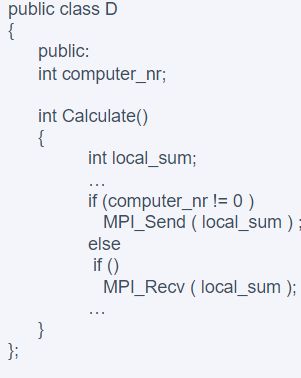 public class D
{
public:
int computer_nr;
int Calculate()
{
int local_sum;
...
if (computer_nr != 0 )
MPI_Send ( local_sum ) ;
else
if ()
MPI_Recv ( local_sum );
...
}
};